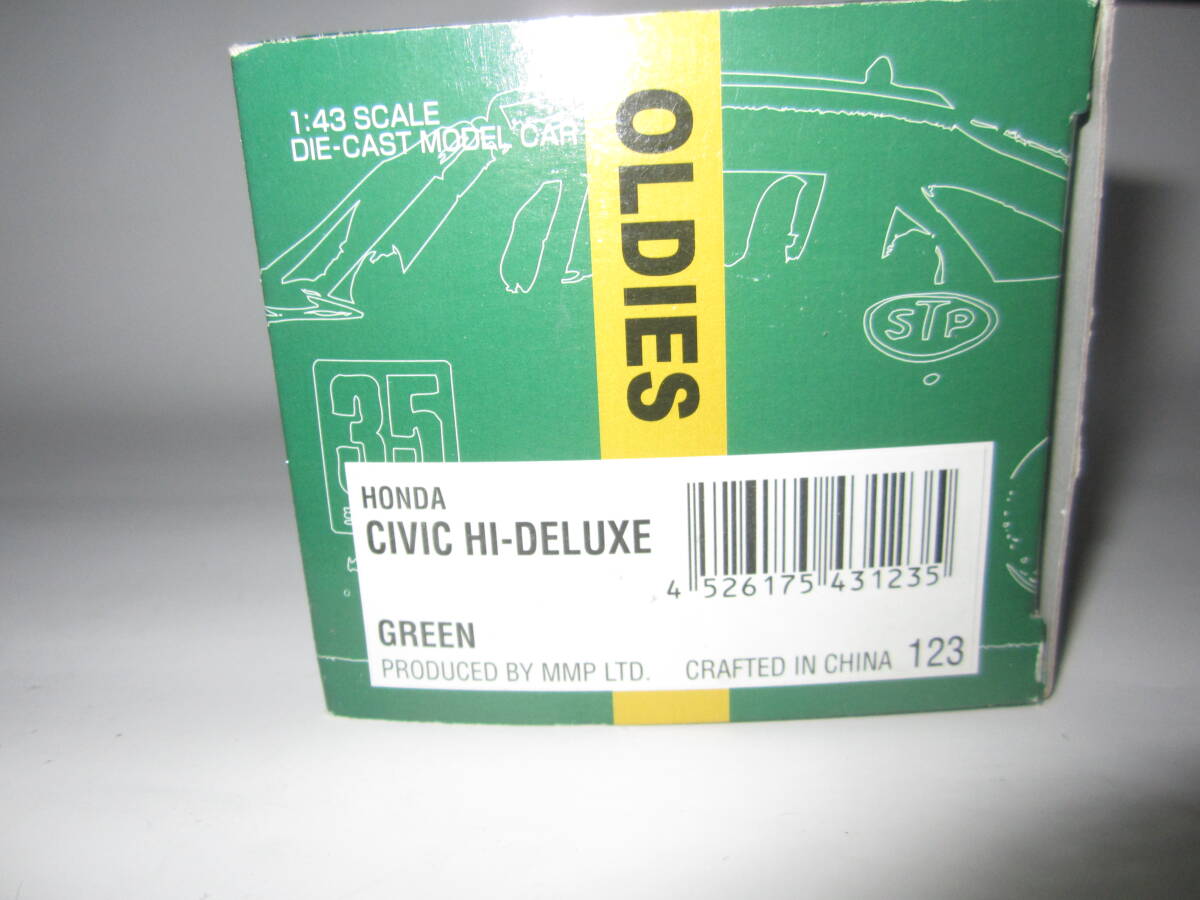 1:43 SCALE
DIE-CAST MODEL CAR
OLDIES
STP
35
HONDA
CIVIC HI-DELUXE
4 526175 431235
GREEN
PRODUCED BY MMP LTD. CRAFTED IN CHINA 123